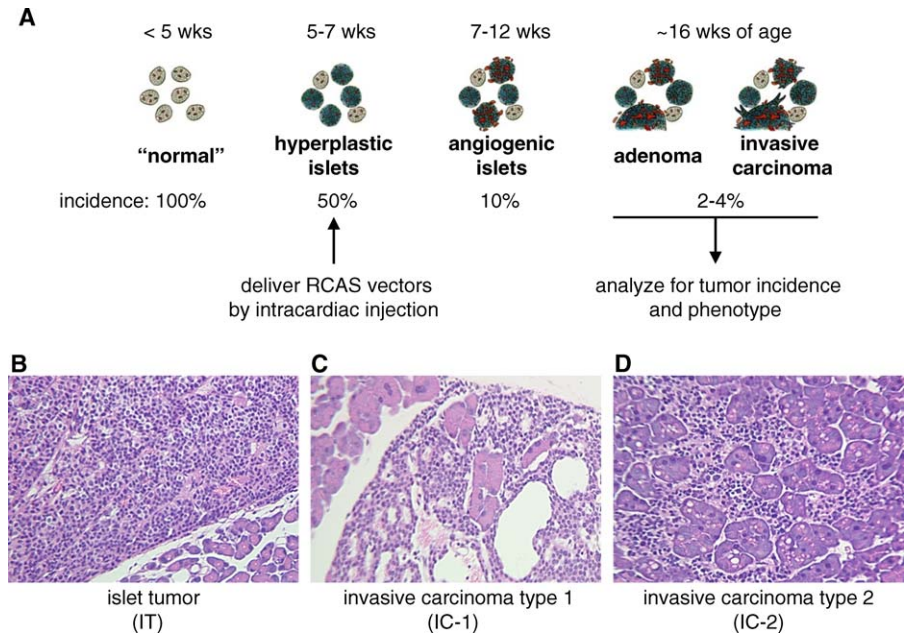 A
< 5 wks 5-7 wks 7-12 wks ~16 wks of age
“normal” hyperplastic islets angiogenic islets adenoma invasive carcinoma
incidence: 100% 50% 10% 2-4%
deliver RCAS vectors
by intracardiac injection
analyze for tumor incidence
and phenotype
B
islet tumor
(IT)
C
invasive carcinoma type 1
(IC-1)
D
invasive carcinoma type 2
(IC-2)